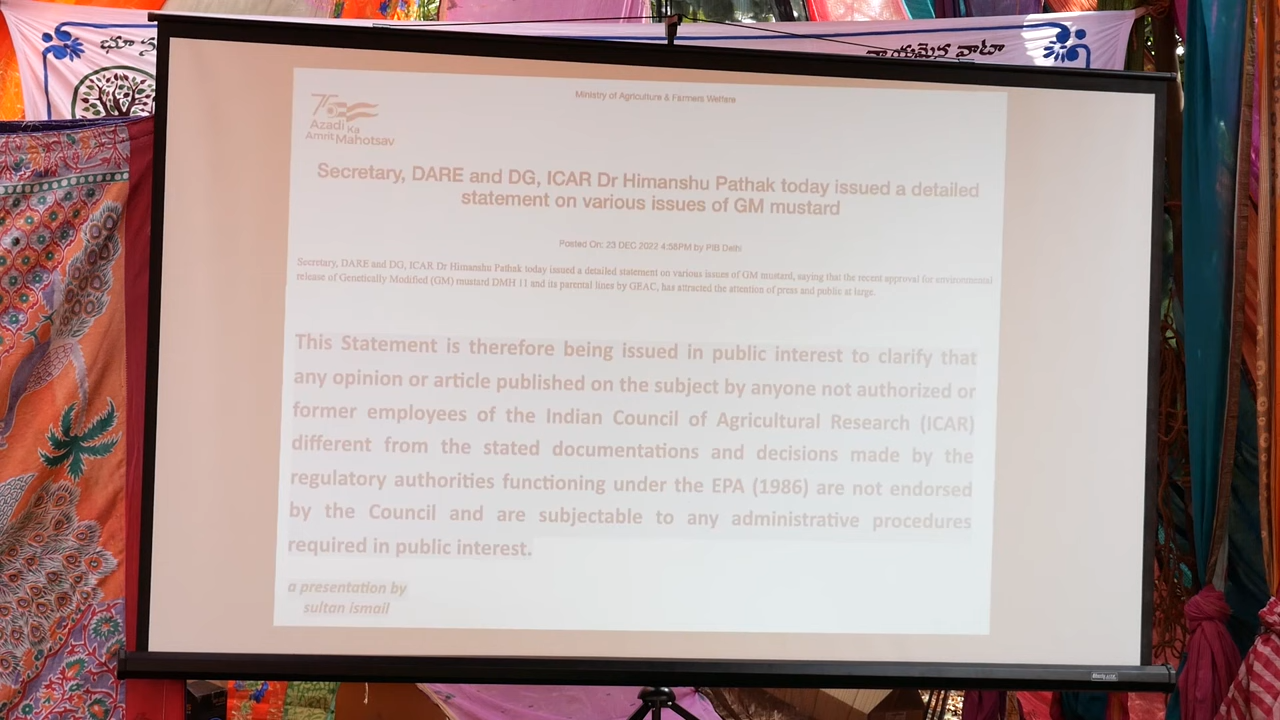 భూ
న్యాయమైన వాటా
Ministry of Agriculture & Farmers Welfare
75
Azadi Ka
Amrit Mahotsav
Secretary, DARE and DG, ICAR Dr Himanshu Pathak today issued a detailed
statement on various issues of GM mustard
Posted On: 23 DEC 2022 4:58PM by PIB Delhi
Secretary, DARE and DG, ICAR Dr Himanshu Pathak today issued a detailed statement on various issues of GM mustard, saying that the recent approval for environmental
release of Genetically Modified (GM) mustard DMH 11 and its parental lines by GEAC, has attracted the attention of press and public at large.
This Statement is therefore being issued in public interest to clarify that
any opinion or article published on the subject by anyone not authorized or
former employees of the Indian Council of Agricultural Research (ICAR)
different from the stated documentations and decisions made by the
regulatory authorities functioning under the EPA (1986) are not endorsed
by the Council and are subjectable to any administrative procedures
required in public interest.
a presentation by
sultan ismail